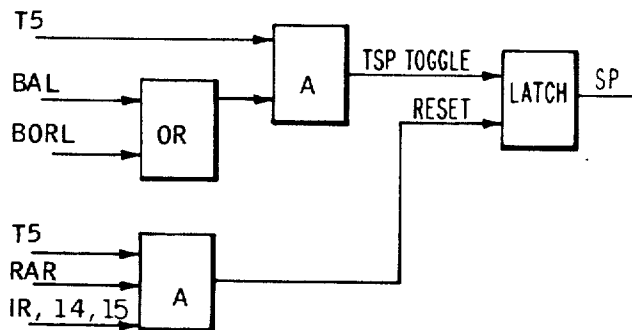 T5
BAL
BORL
OR
A
TSP TOGGLE
RESET
LATCH
SP
T5
RAR
IR, 14, 15
A